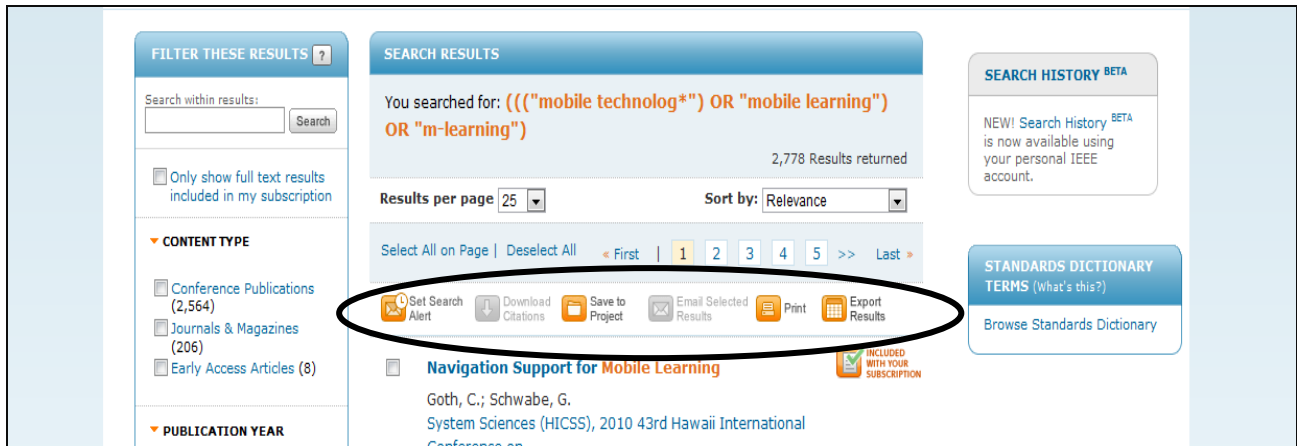 FILTER THESE RESULTS ?
Search within results:
Search
Only show full text results
included in my subscription
CONTENT TYPE
Conference Publications
(2,564)
Journals & Magazines
(206)
Early Access Articles (8)
PUBLICATION YEAR
SEARCH RESULTS
You searched for: ((("mobile technolog*") OR "mobile learning")
OR "m-learning")
2,778 Results returned
Results per page 25
Sort by: Relevance
Select All on Page | Deselect All « First | 1 2 3 4 5 >> Last »
Set Search
Alert
Download
Citations
Save to
Project
Email Selected
Results
Print
Export
Results
Navigation Support for Mobile Learning
INCLUDED
WITH YOUR
SUBSCRIPTION
Goth, C.; Schwabe, G.
System Sciences (HICSS), 2010 43rd Hawaii International
Conference on
SEARCH HISTORY BETA
NEW! Search History BETA
is now available using
your personal IEEE
account.
STANDARDS DICTIONARY
TERMS (What's this?)
Browse Standards Dictionary